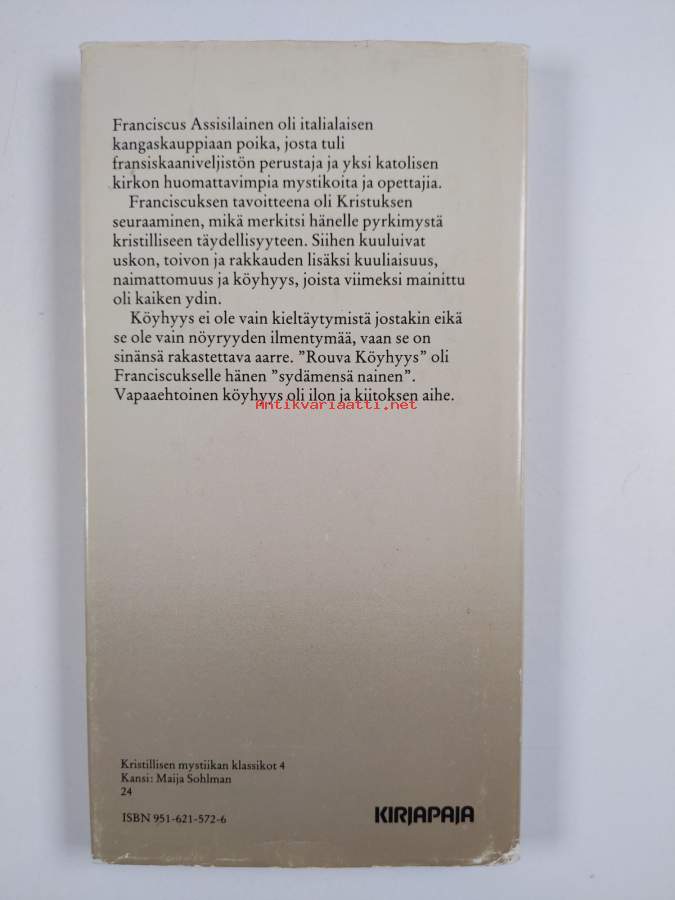 Franciscus Assisilainen oli italialaisen
kangaskauppiaan poika, josta tuli
fransiskaaniveljistön perustaja ja yksi katolisen
kirkon huomattavimpia mystikoita ja opettajia.
Franciscuksen tavoitteena oli Kristuksen
seuraaminen, mikä merkitsi hänelle pyrkimystä
kristilliseen täydellisyyteen. Siihen kuuluivat
uskon, toivon ja rakkauden lisäksi kuuliaisuus,
naimattomuus ja köyhyys, joista viimeksi mainittu
oli kaiken ydin.
Köyhyys ei ole vain kieltäytymistä jostakin eikä
se ole vain nöyryyden ilmentymää, vaan se on
sinänsä rakastettava aarre. ”Rouva Köyhyys” oli
Franciscukselle hänen ”sydämensä nainen”.
Vapaaehtoinen köyhyys oli ilon ja kiitoksen aihe.
Antikvariaatti.net
Kristillisen mystiikan klassikot 4
Kansi: Maija Sohlman
24
ISBN 951-621-572-6
KIRJAPAJA